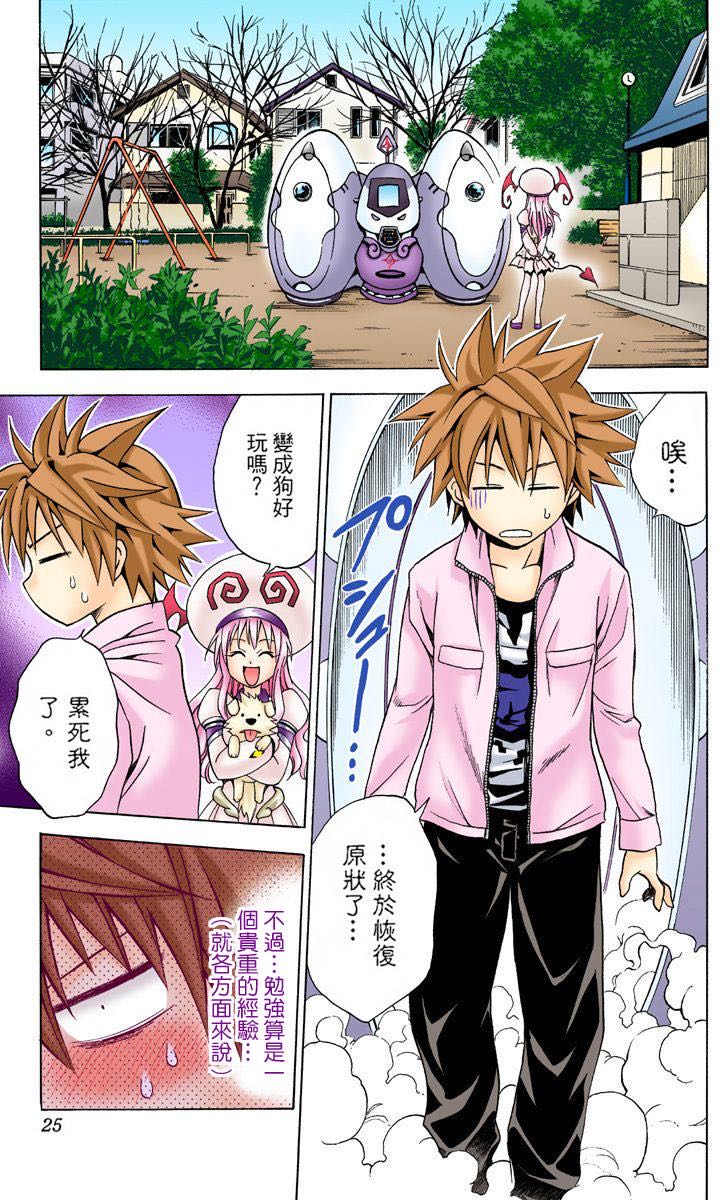 唉…
プシュー…
…終於恢復
原狀了…
變成狗好
玩嗎？
累死我
了。
不過…勉強算是一
個貴重的經驗…
（就各方面來說）
25